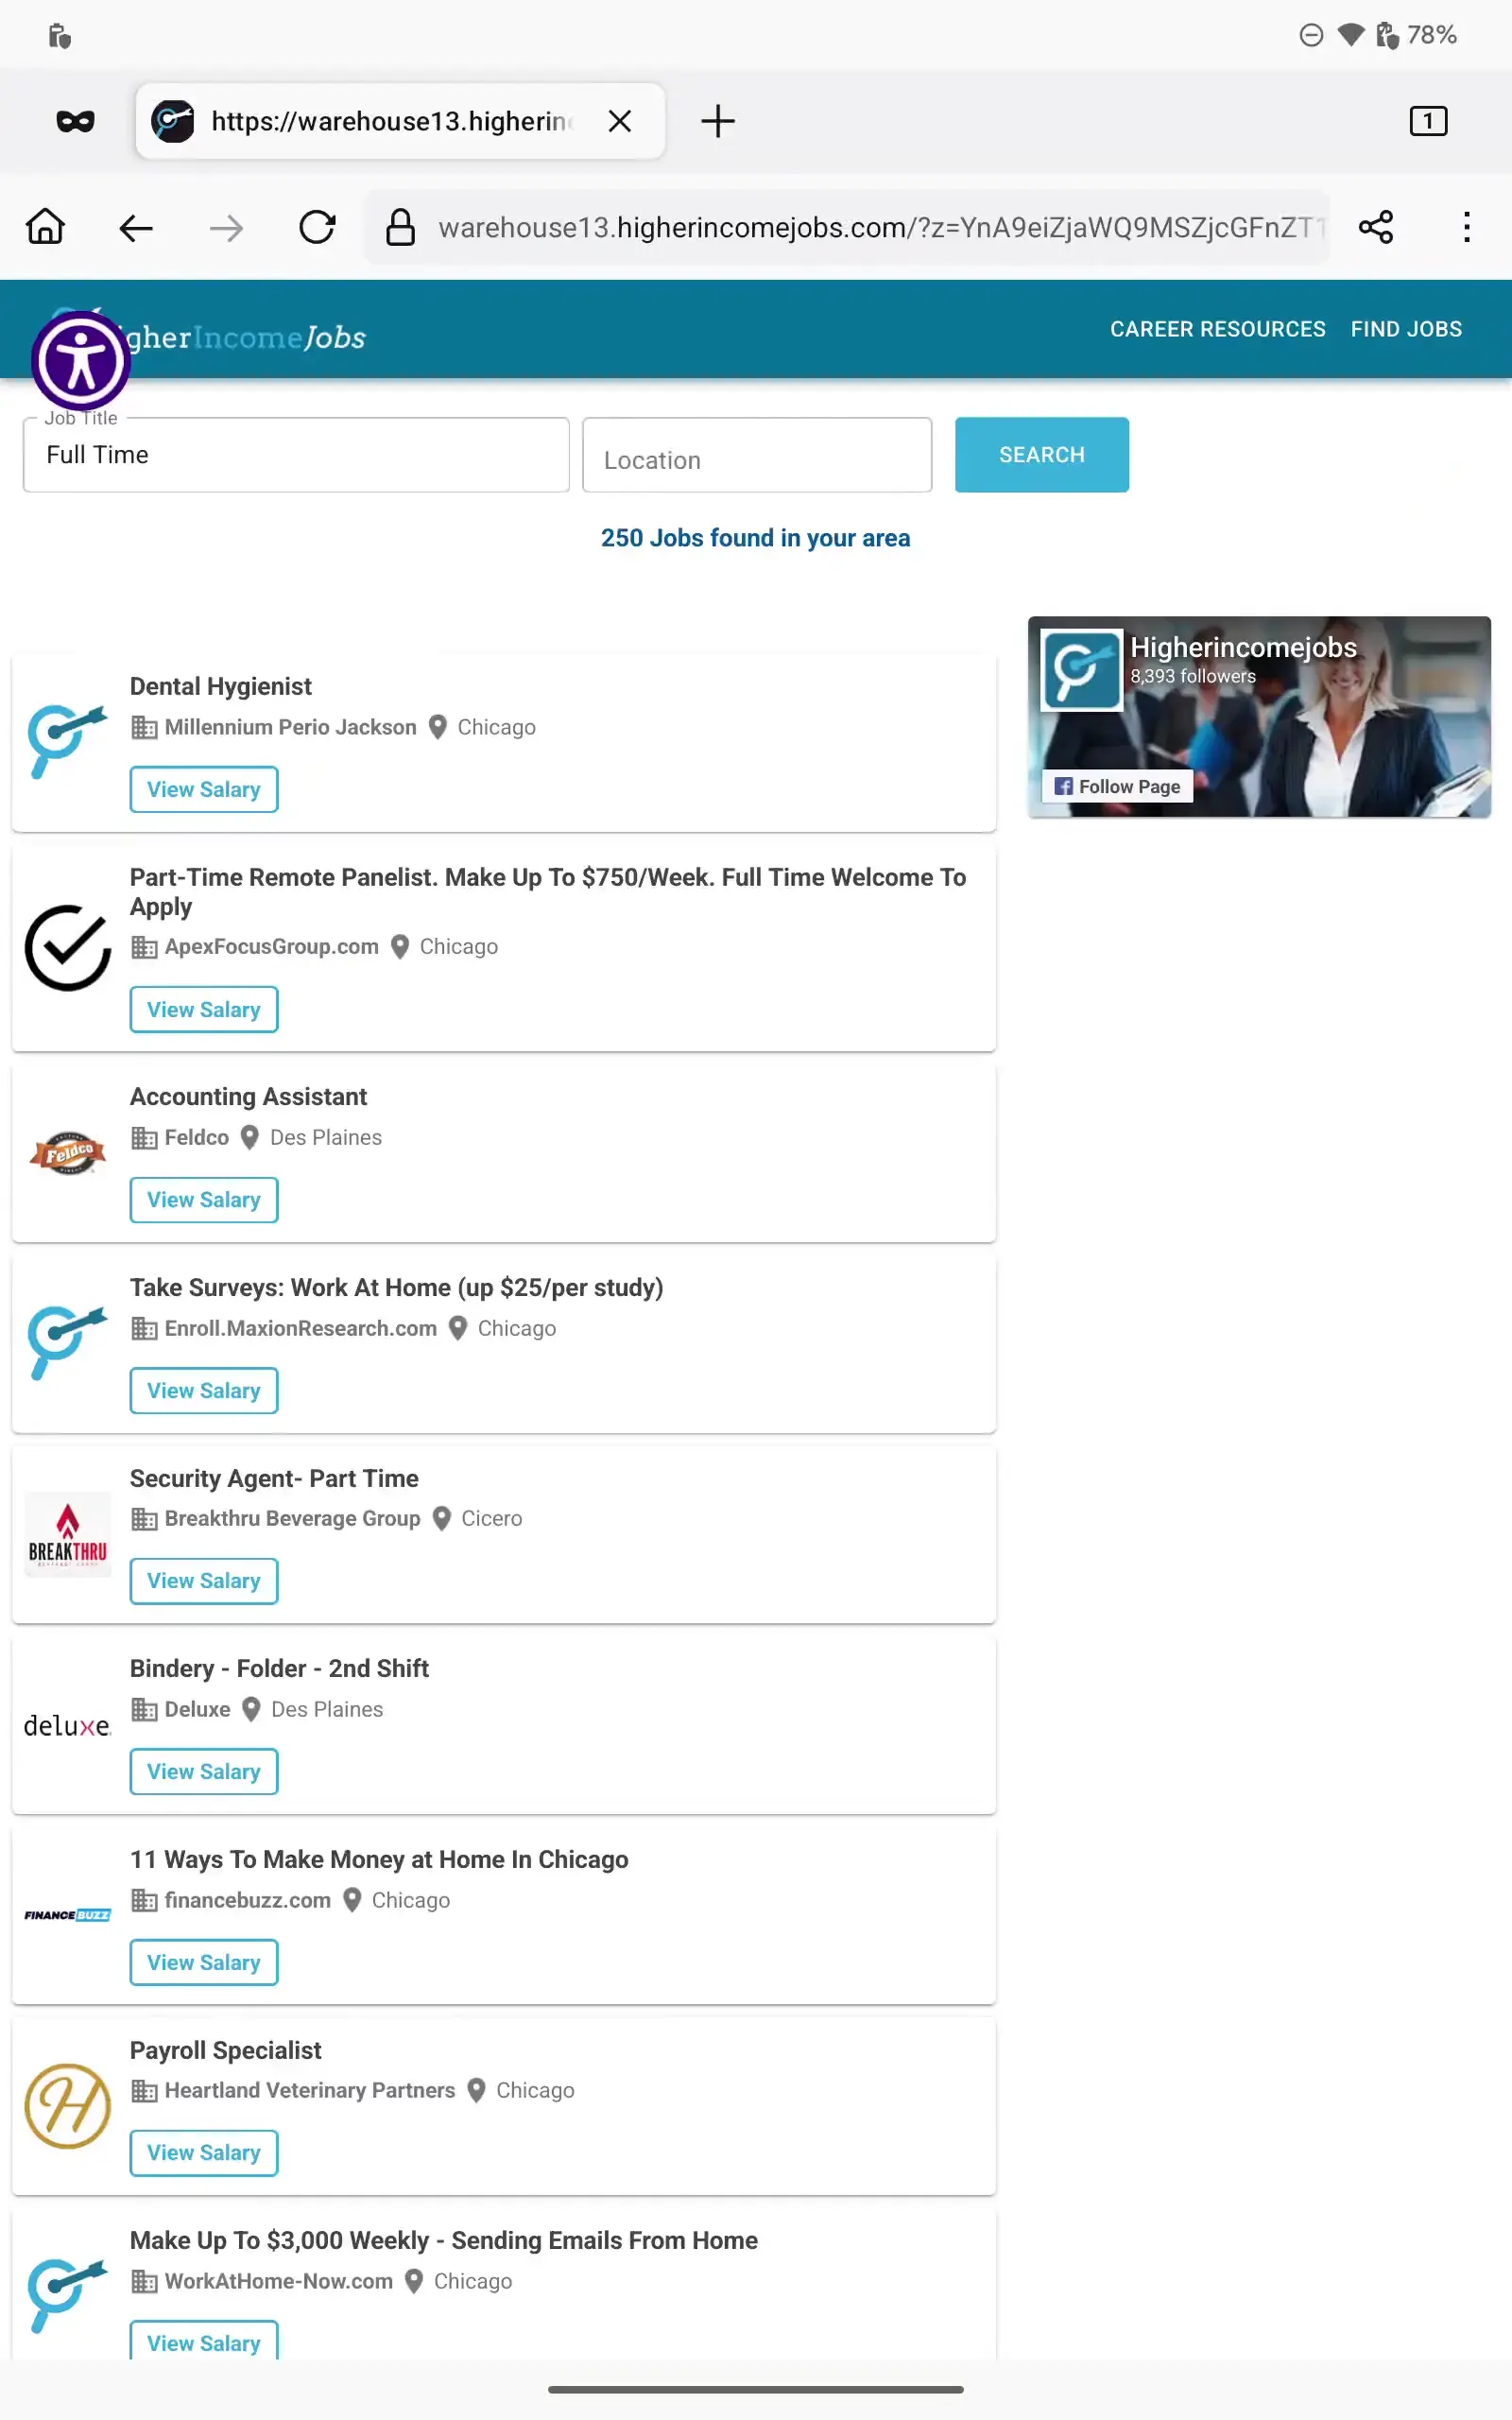 78%
https://warehouse13.higherin
1
warehouse13.higherincomejobs.com/?z=YnA9eiZjaWQ9MSZjcGFnZT1
gherIncomeJobs
CAREER RESOURCES FIND JOBS
Job Title
Full Time
Location
SEARCH
250 Jobs found in your area
Higherincomejobs
8,393 followers
Follow Page
Dental Hygienist
Millennium Perio Jackson Chicago
View Salary
Part-Time Remote Panelist. Make Up To $750/Week. Full Time Welcome To
Apply
ApexFocusGroup.com Chicago
View Salary
Accounting Assistant
Feldco
Feldco Des Plaines
View Salary
Take Surveys: Work At Home (up $25/per study)
Enroll.MaxionResearch.com Chicago
View Salary
Security Agent- Part Time
Breakthru Beverage Group Cicero
BREAKTHRU
View Salary
Bindery - Folder - 2nd Shift
Deluxe Des Plaines
deluxe.
View Salary
11 Ways To Make Money at Home In Chicago
financebuzz.com Chicago
FINANCE BUZZ
View Salary
Payroll Specialist
Heartland Veterinary Partners Chicago
H
View Salary
Make Up To $3,000 Weekly - Sending Emails From Home
WorkAtHome-Now.com Chicago
View Salary